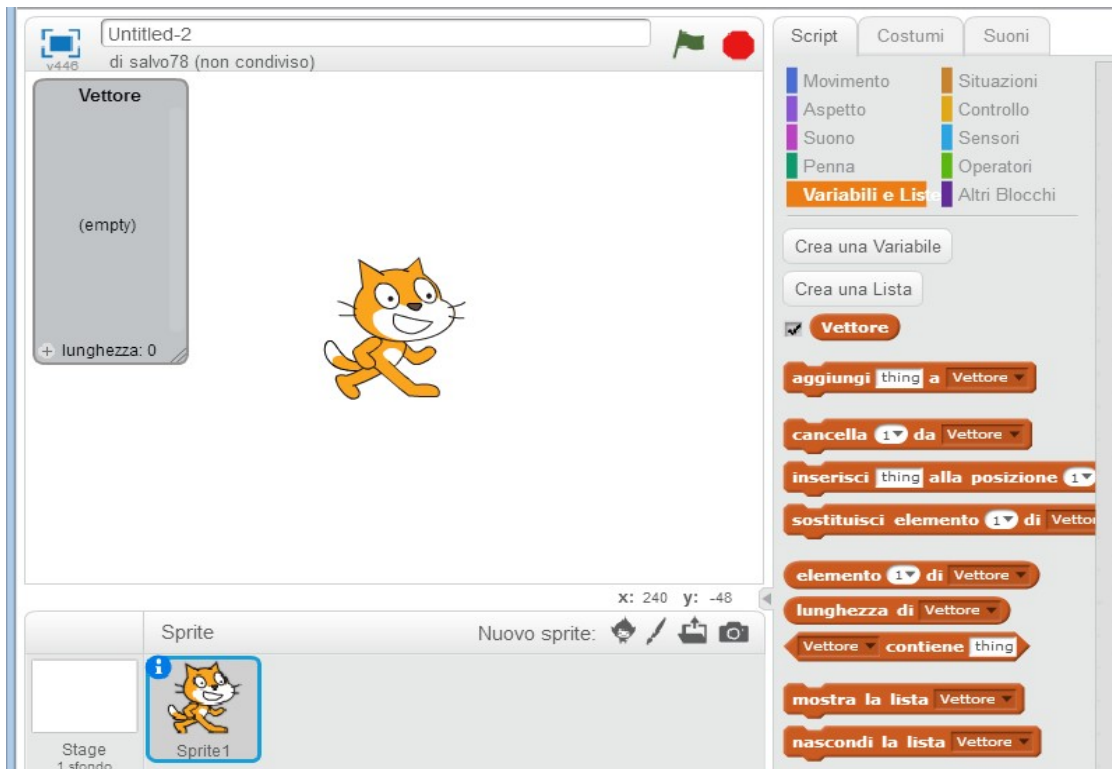 Untitled-2
v446
di salvo78 (non condiviso)
Vettore
(empty)
+ lunghezza: 0
x: 240 y: -48
Sprite
Nuovo sprite:
Stage
1 sfondo
Sprite1
Script Costumi Suoni
Movimento Situazioni
Aspetto Controllo
Suono Sensori
Penna Operatori
Variabili e Liste Altri Blocchi
Crea una Variabile
Crea una Lista
Vettore
aggiungi thing a Vettore
cancella 1 da Vettore
inserisci thing alla posizione 1
sostituisci elemento 1 di Vetto
elemento 1 di Vettore
lunghezza di Vettore
Vettore contiene thing
mostra la lista Vettore
nascondi la lista Vettore